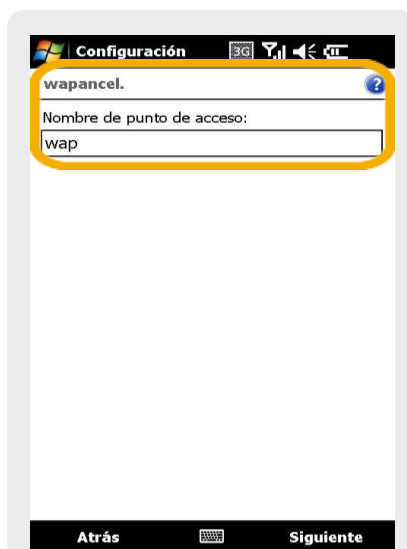 Configuración 3G
wapancel.
Nombre de punto de acceso:
wap
Atrás Siguiente